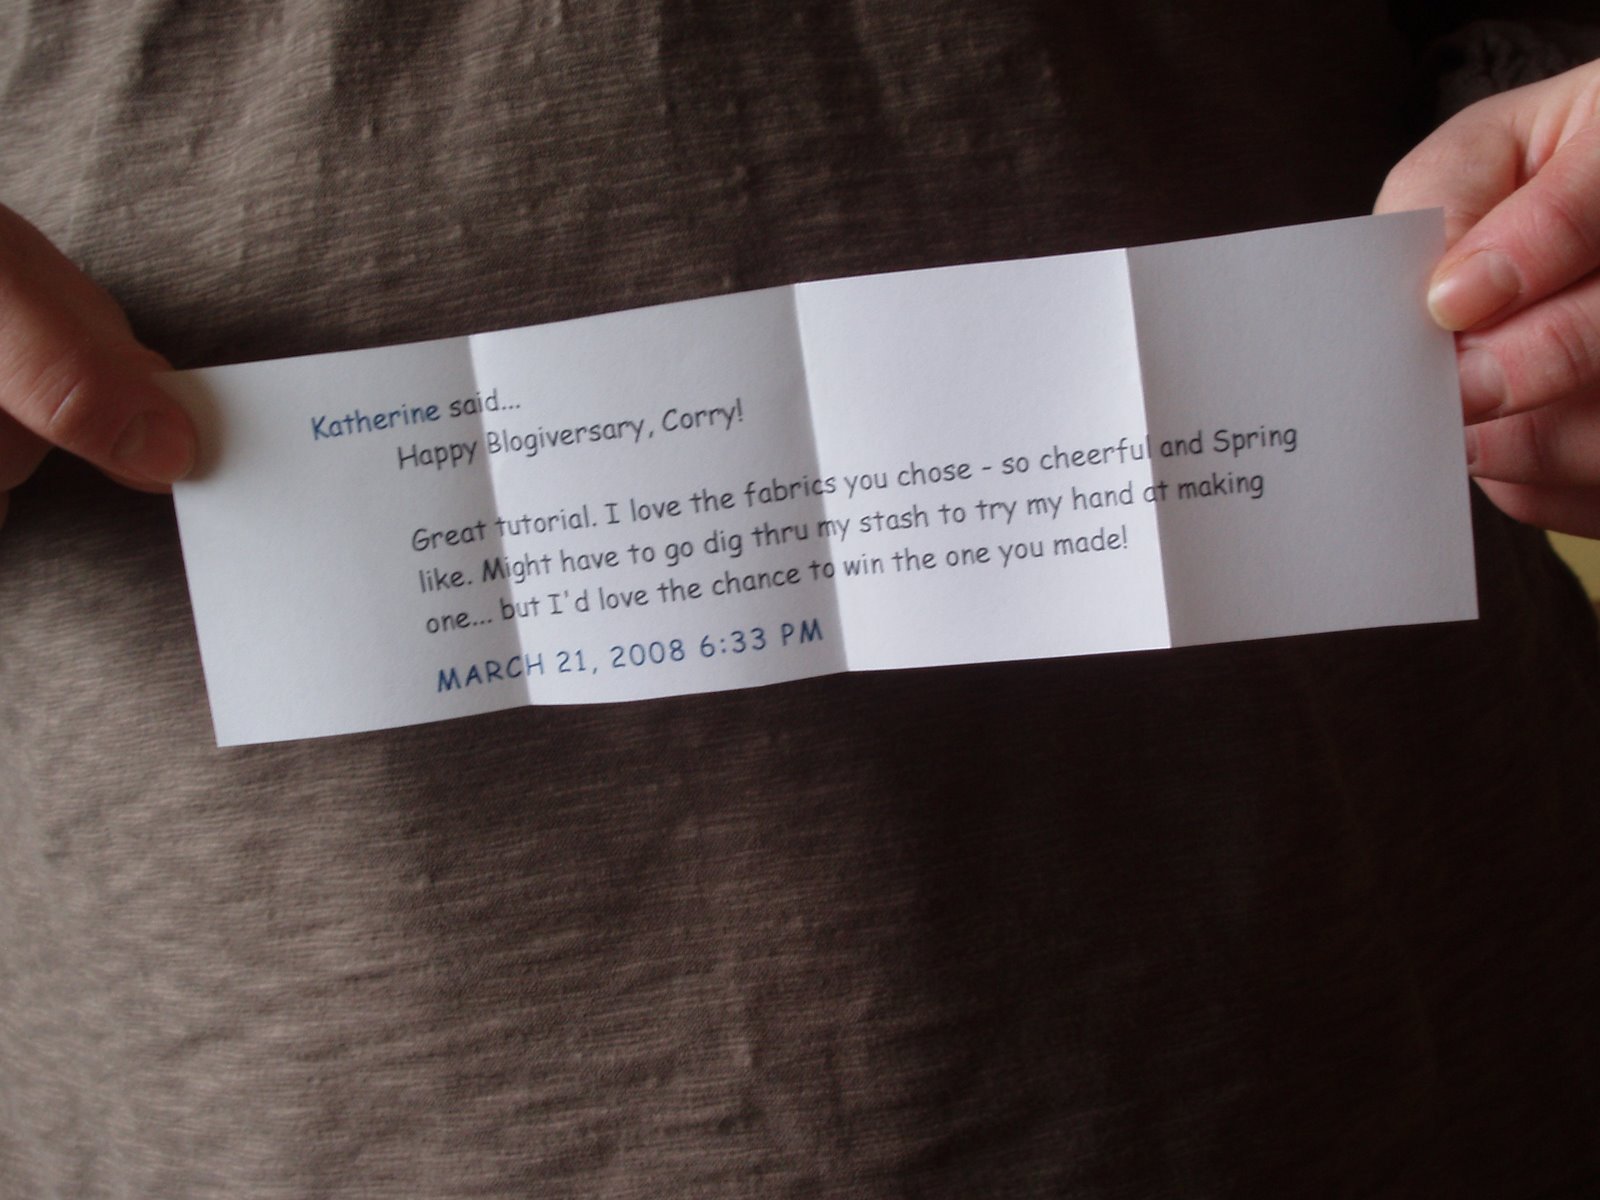 Katherine said...
Happy Blogiversary, Corry!
Great tutorial. I love the fabrics you chose - so cheerful and Spring
like. Might have to go dig thru my stash to try my hand at making
one... but I'd love the chance to win the one you made!
MARCH 21, 2008 6:33 PM